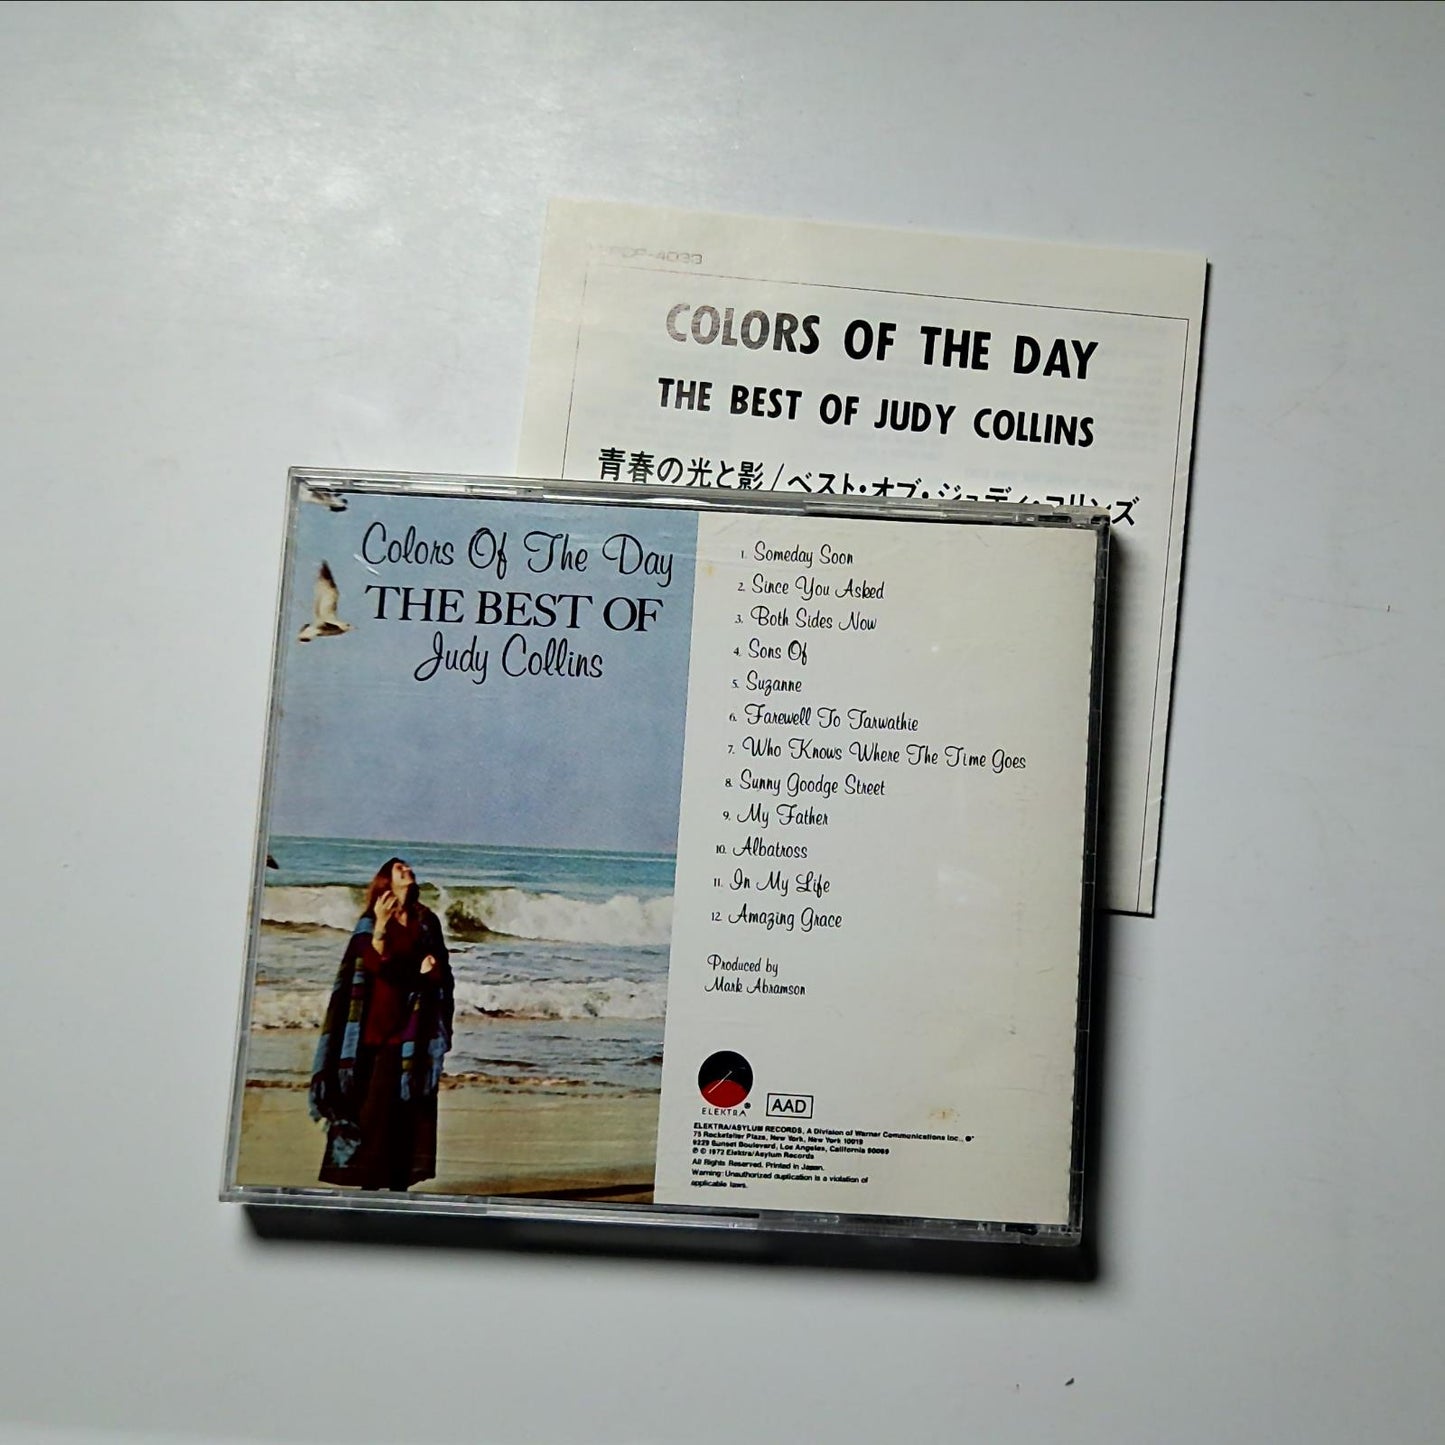 COLORS OF THE DAY
THE BEST OF JUDY COLLINS
青春の光と影/ベスト・オブ・ジュディ・コリンズ
Colors Of The Day
THE BEST OF
Judy Collins
1. Someday Soon
2. Since You Asked
3. Both Sides Now
4. Sons Of
5. Suzanne
6. Farewell To Tarwathie
7. Who Knows Where The Time Goes
8. Sunny Goodge Street
9. My Father
10. Albatross
11. In My Life
12. Amazing Grace
Produced by
Mark Abramson
ELEKTRA®
AAD
ELEKTRA/ASYLUM RECORDS, A Division of Warner Communications Inc.,
75 Rockefeller Plaza, New York, New York 10019
9229 Sunset Boulevard, Los Angeles, California 90069
℗ © 1972 Elektra/Asylum Records
All Rights Reserved. Printed in Japan.
Warning: Unauthorized duplication is a violation of
applicable laws.